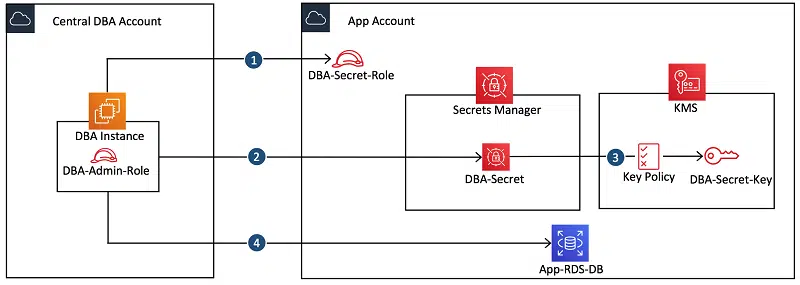 Central DBA Account
App Account
1
DBA-Secret-Role
Secrets Manager
KMS
DBA Instance
DBA-Admin-Role
2
DBA-Secret
3
Key Policy
DBA-Secret-Key
4
App-RDS-DB